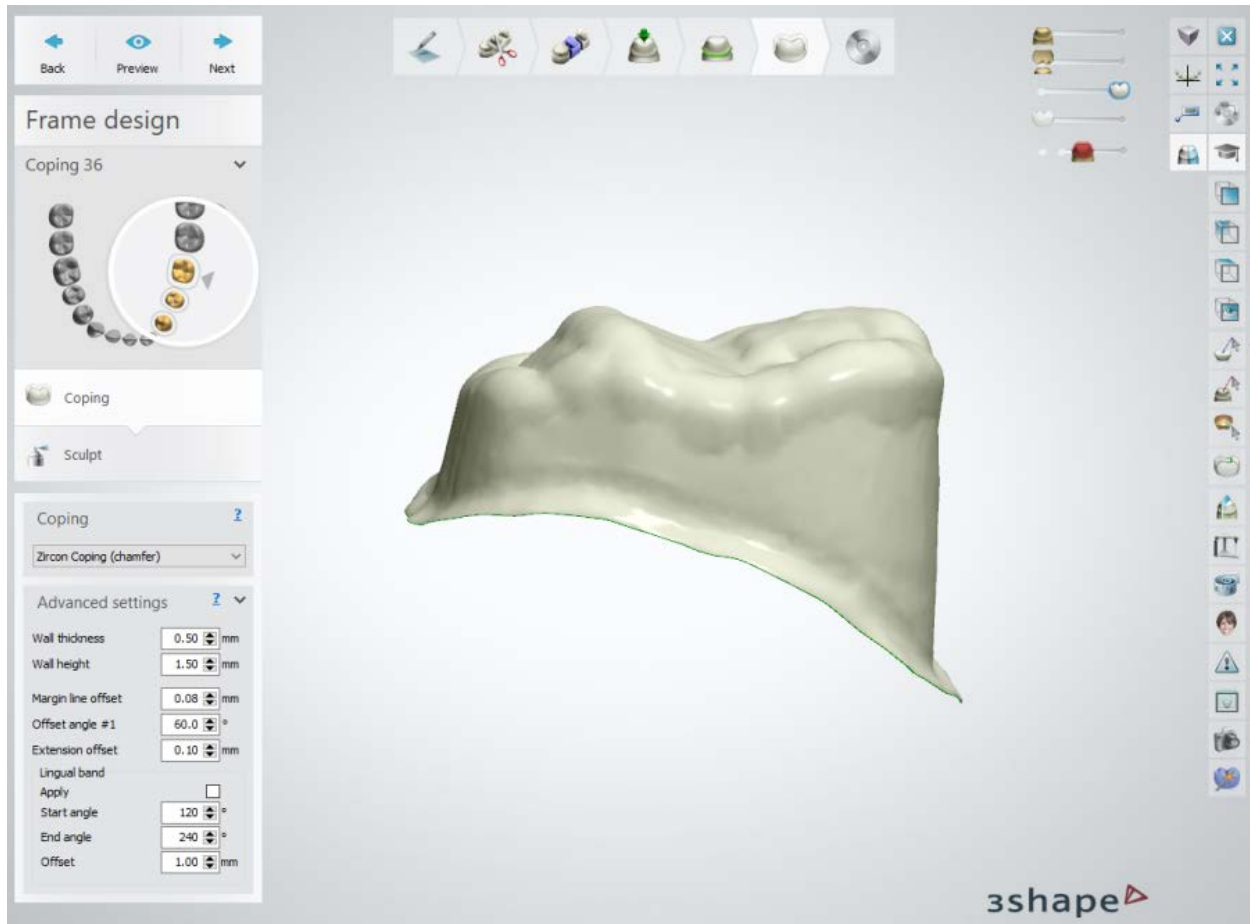 Back
Preview
Next
Frame design
Coping 36
Coping
Sculpt
Coping ?
Zircon Coping (chamfer)
Advanced settings ?
Wall thickness 0.50 mm
Wall height 1.50 mm
Margin line offset 0.08 mm
Offset angle #1 60.0 °
Extension offset 0.10 mm
Lingual band
Apply
Start angle 120 °
End angle 240 °
Offset 1.00 mm
3shape